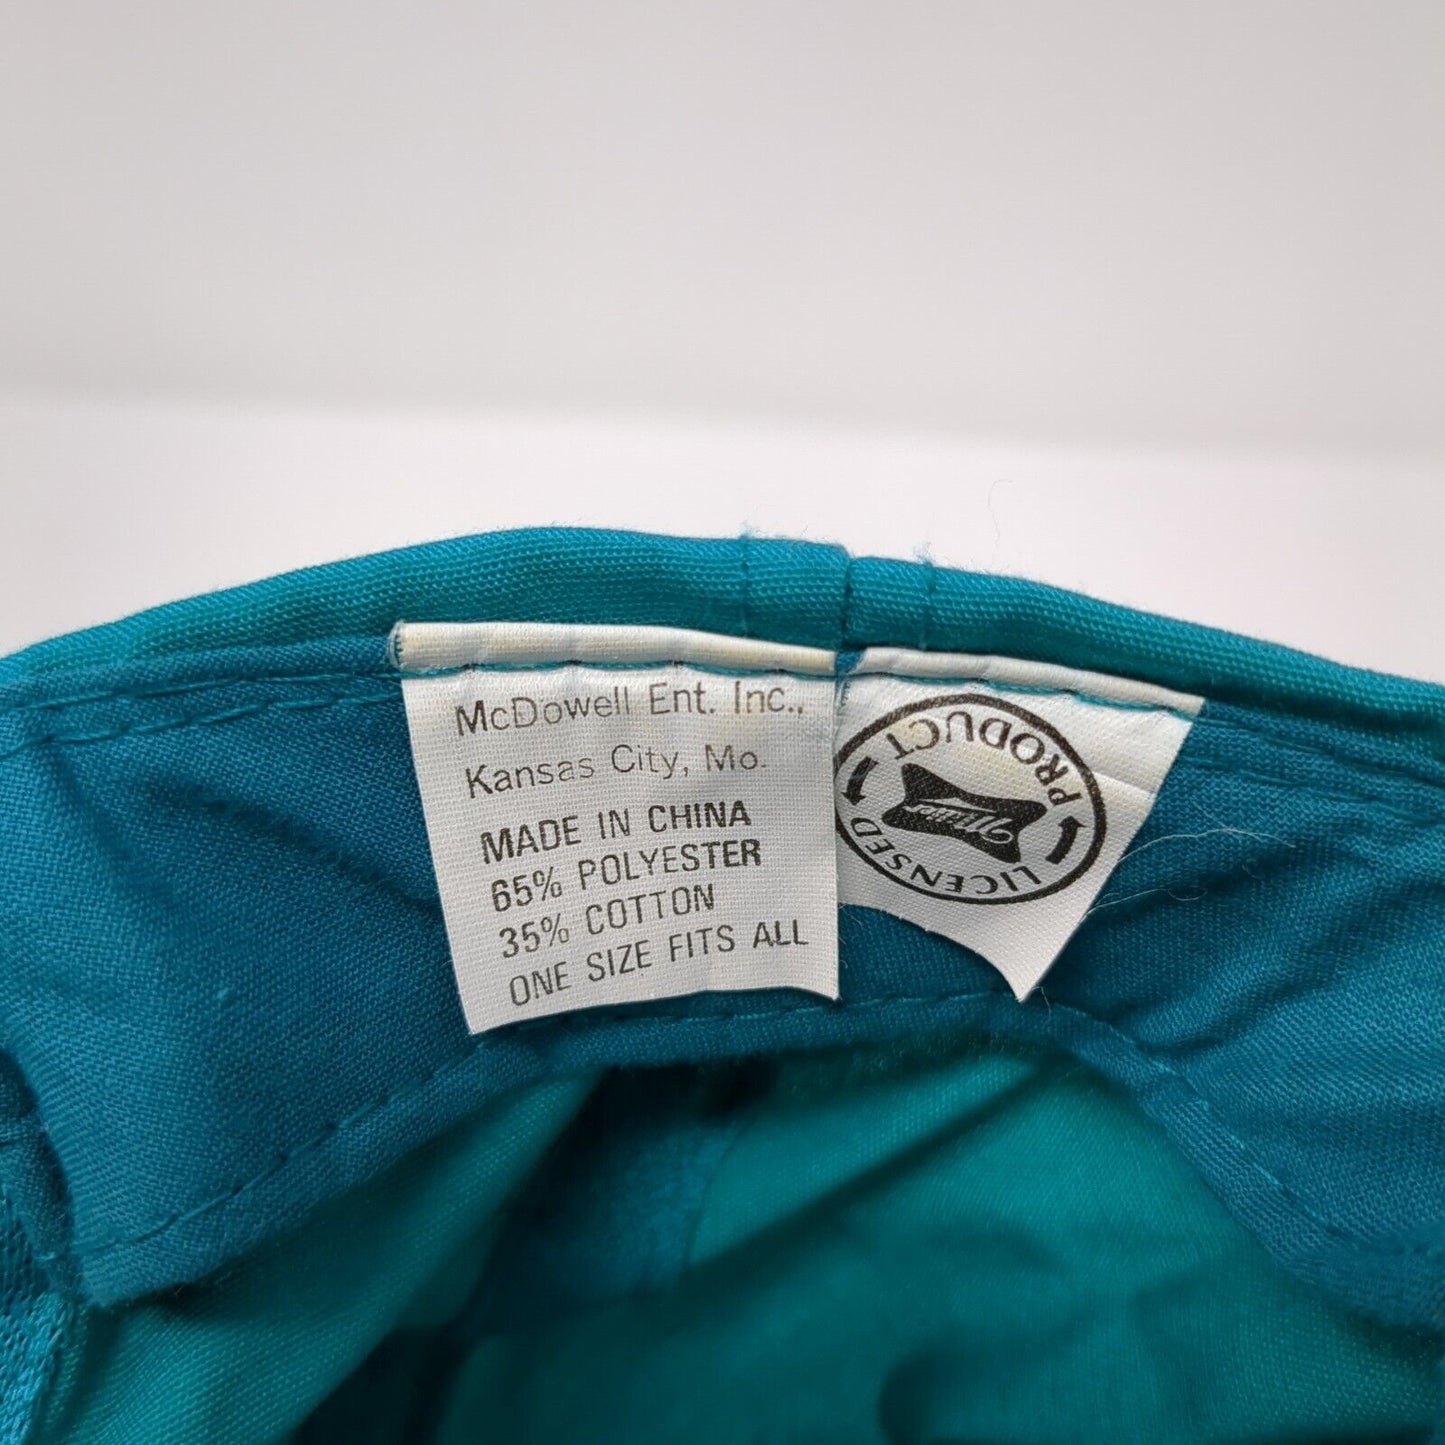 McDowell Ent. Inc.,
Kansas City, Mo.
MADE IN CHINA
65% POLYESTER
35% COTTON
ONE SIZE FITS ALL
LICENSED
PRODUCT
Miller